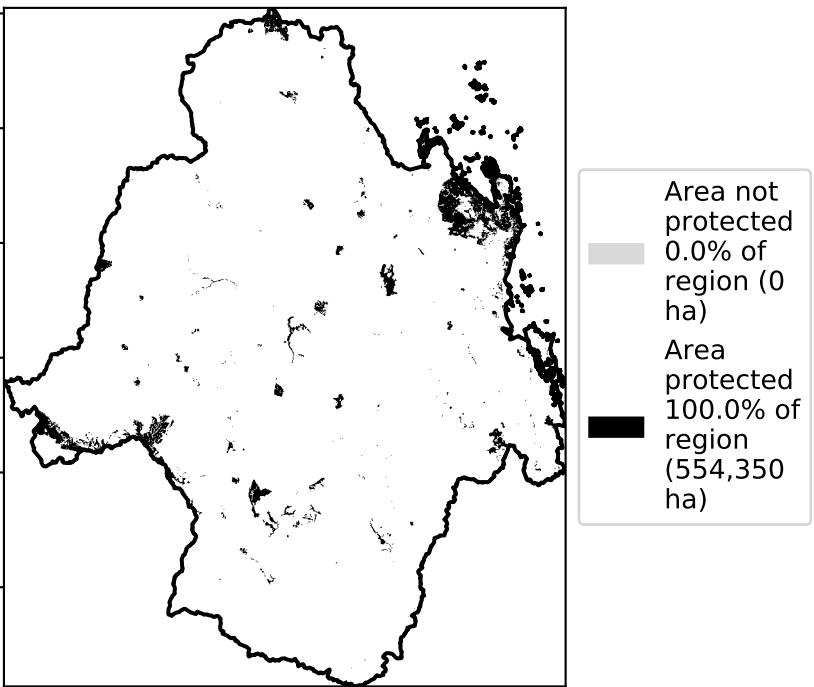 Area not
protected
0.0% of
region (0
ha)
Area
protected
100.0% of
region
(554,350
ha)